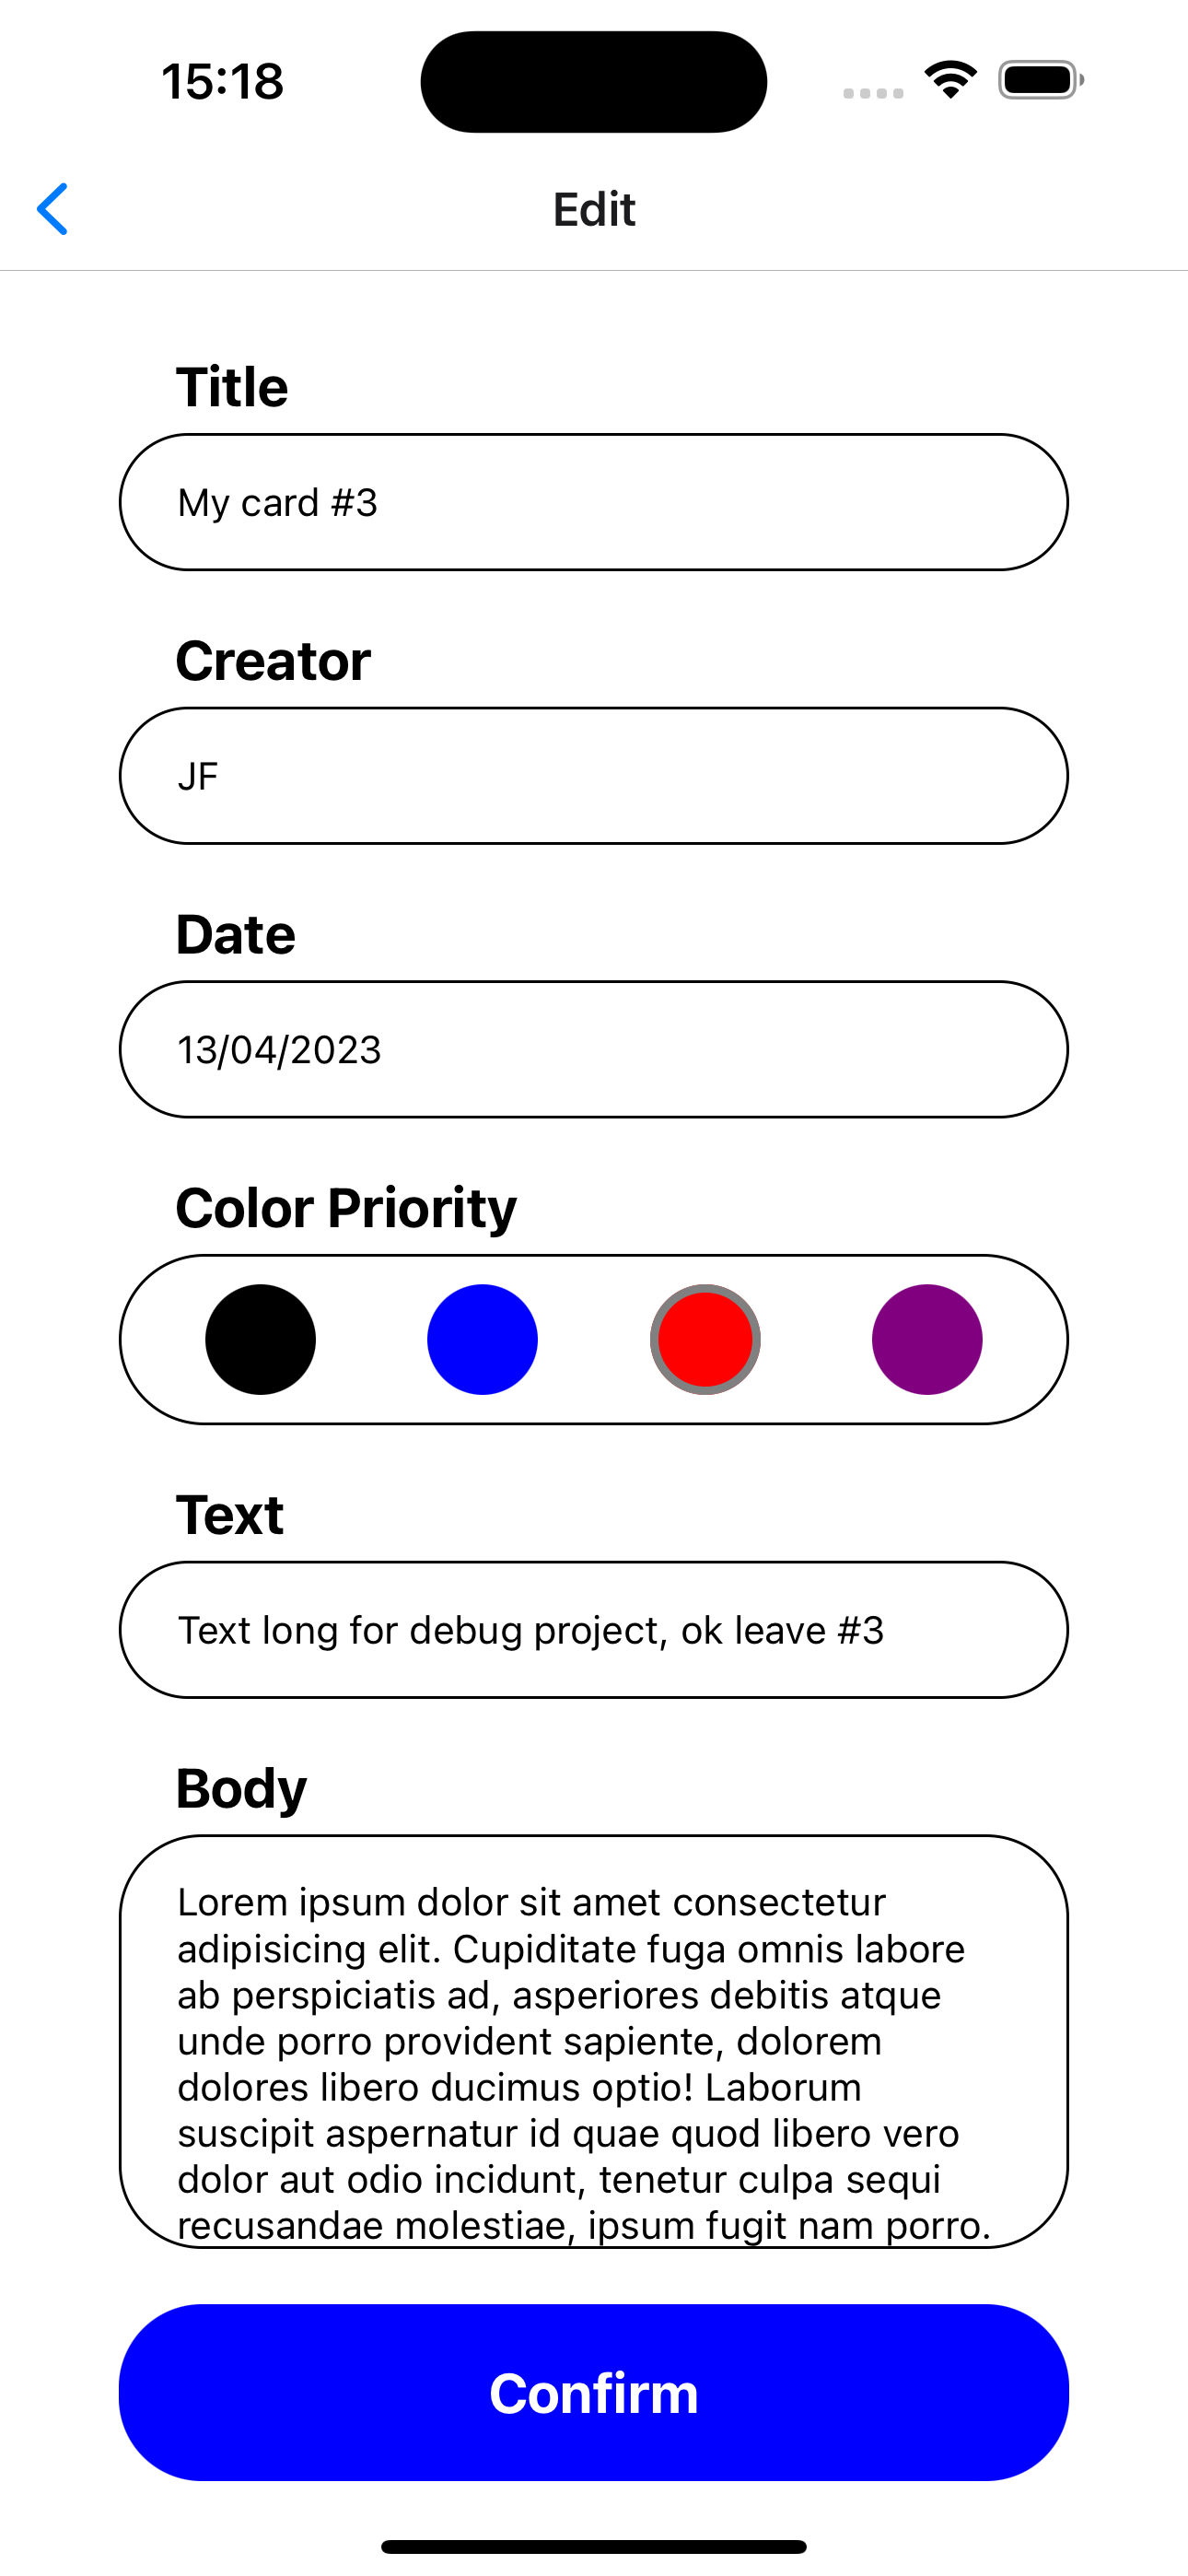 15:18
Edit
Title
My card #3
Creator
JF
Date
13/04/2023
Color Priority
Text
Text long for debug project, ok leave #3
Body
Lorem ipsum dolor sit amet consectetur
adipisicing elit. Cupiditate fuga omnis labore
ab perspiciatis ad, asperiores debitis atque
unde porro provident sapiente, dolorem
dolores libero ducimus optio! Laborum
suscipit aspernatur id quae quod libero vero
dolor aut odio incidunt, tenetur culpa sequi
recusandae molestiae, ipsum fugit nam porro.
Confirm